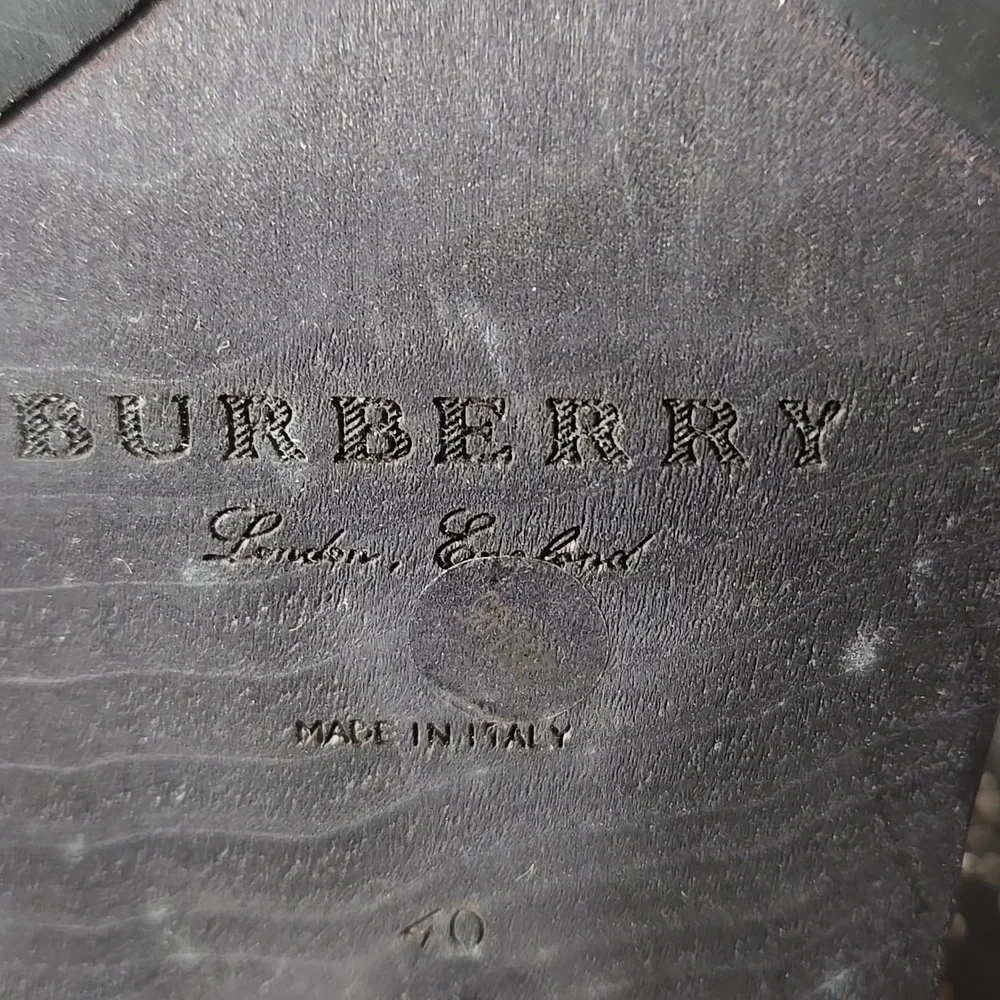 BURBERRY
London, England
MADE IN ITALY
40